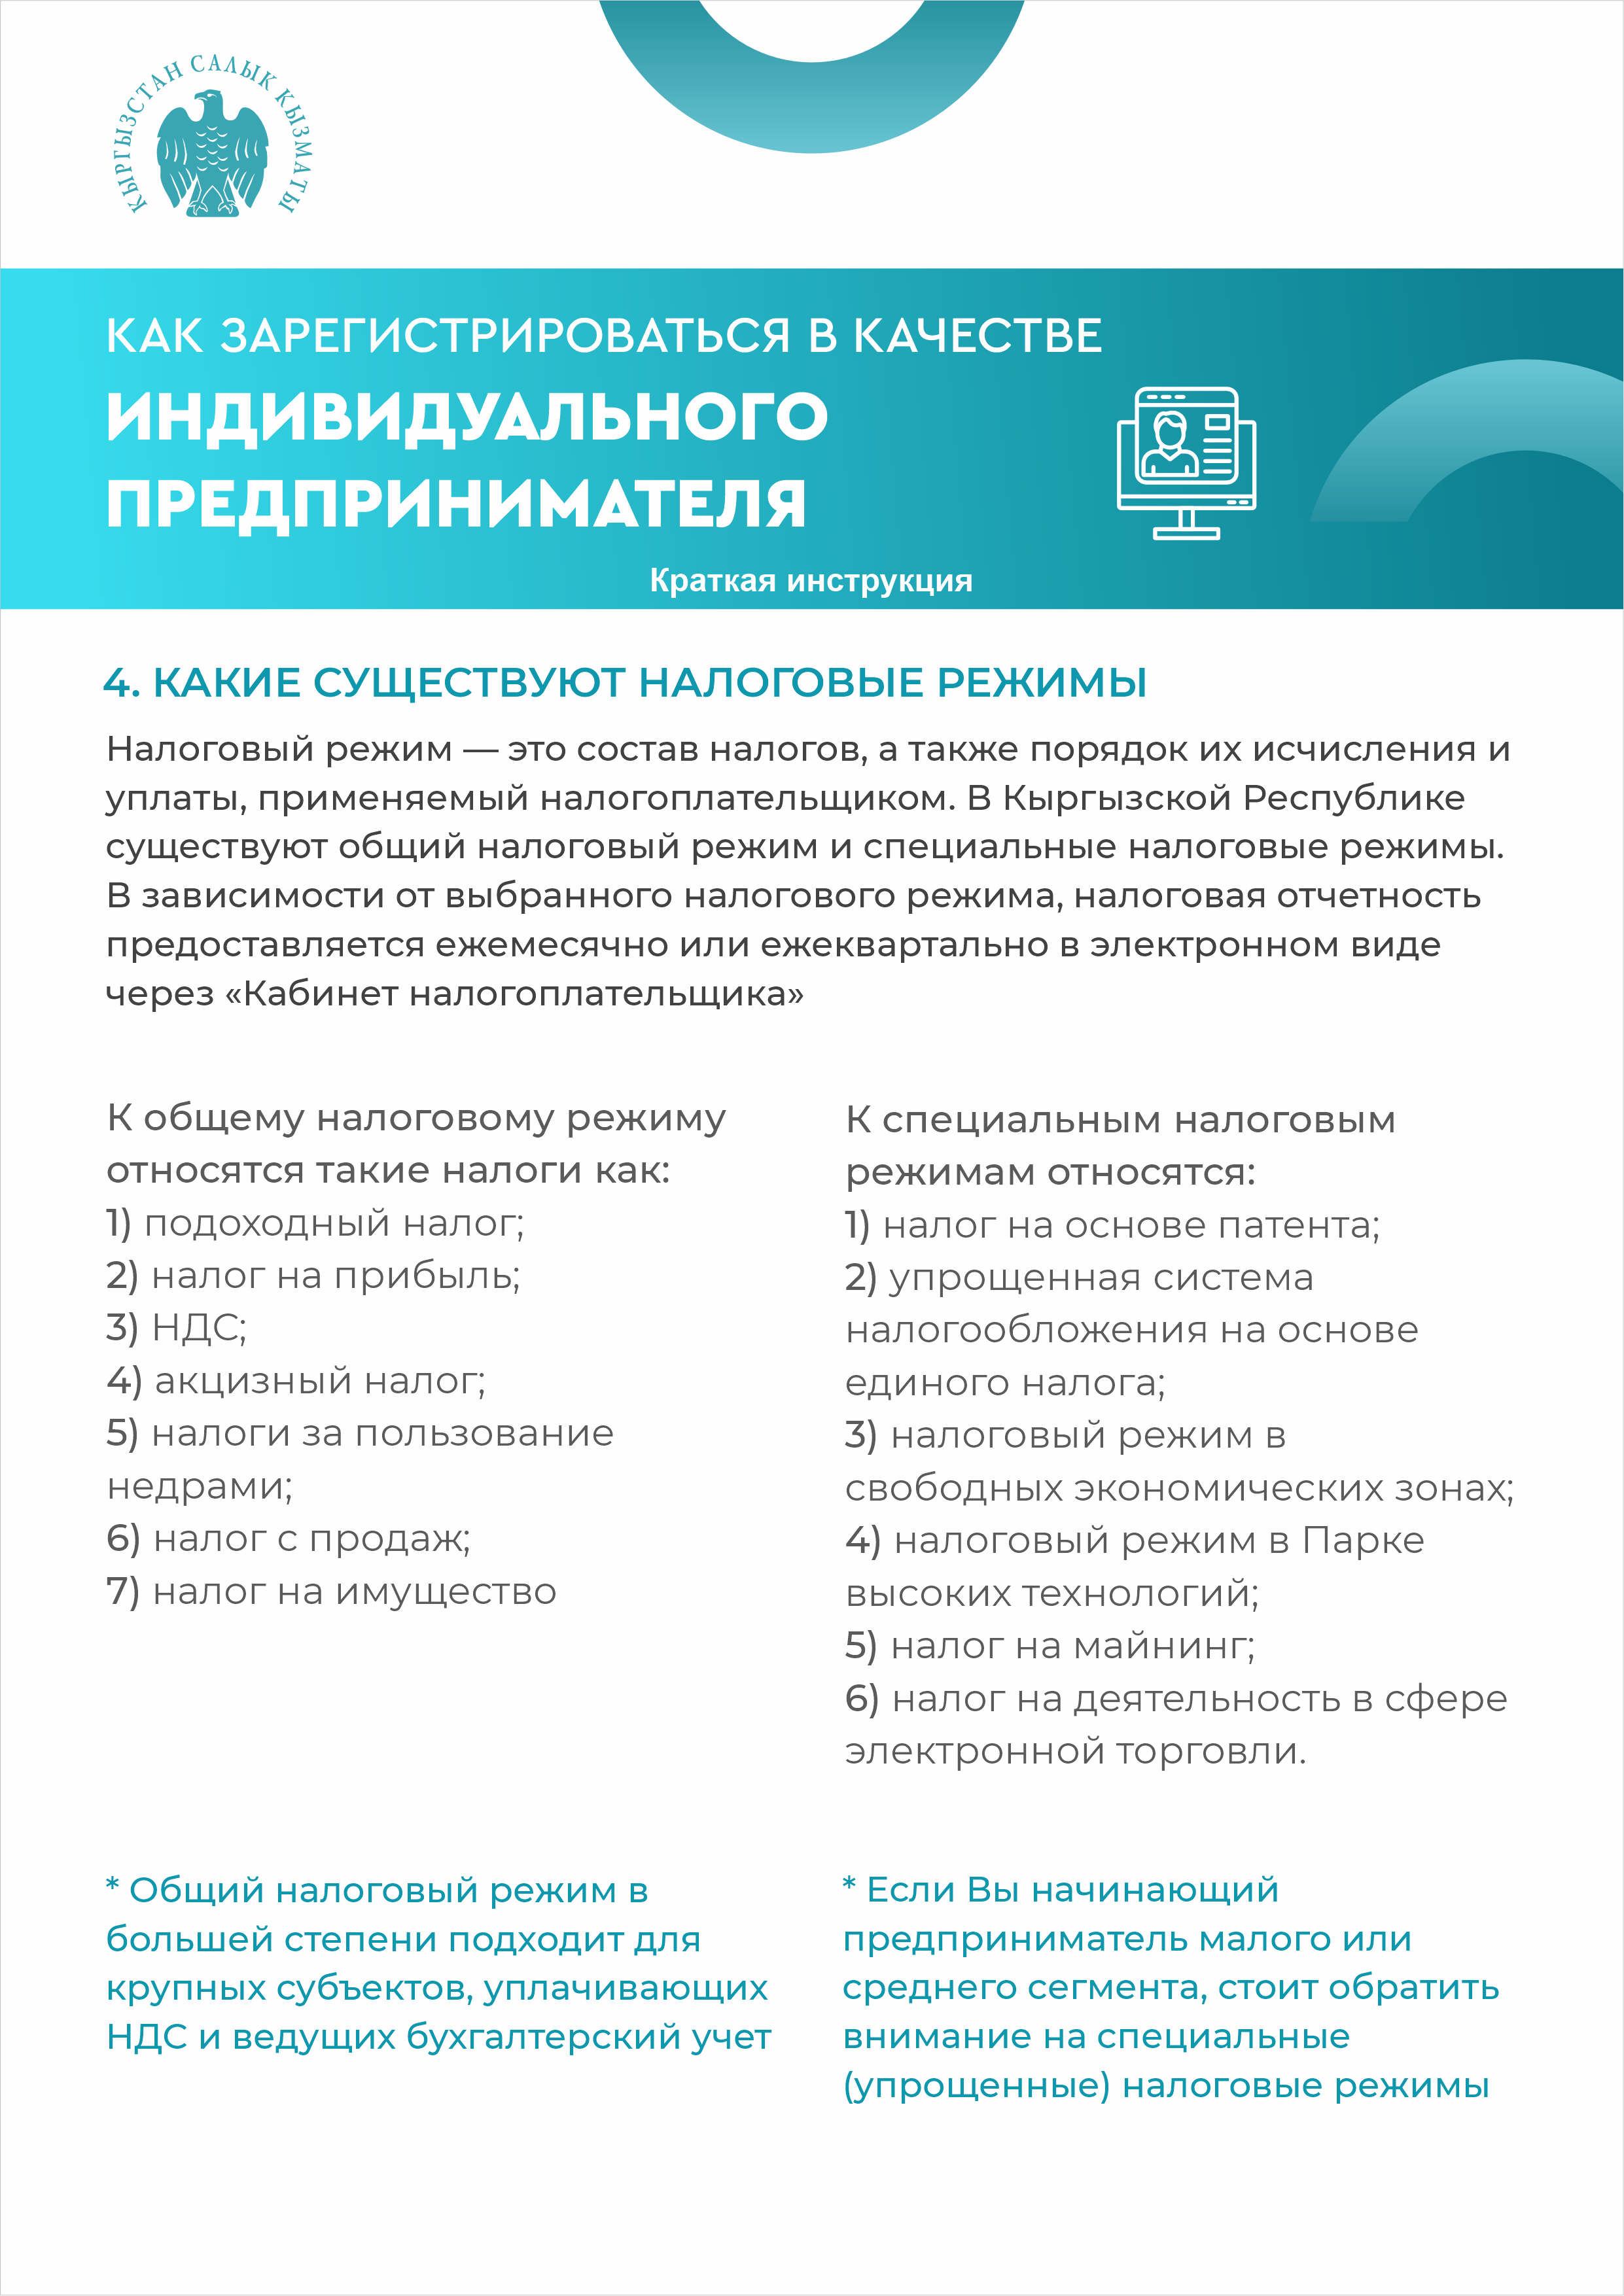 КЫРГЫЗСТАН САЛЫК КЫЗМАТЫ
КАК ЗАРЕГИСТРИРОВАТЬСЯ В КАЧЕСТВЕ
ИНДИВИДУАЛЬНОГО
ПРЕДПРИНИМАТЕЛЯ
Краткая инструкция
4. КАКИЕ СУЩЕСТВУЮТ НАЛОГОВЫЕ РЕЖИМЫ
Налоговый режим — это состав налогов, а также порядок их исчисления и
уплаты, применяемый налогоплательщиком. В Кыргызской Республике
существуют общий налоговый режим и специальные налоговые режимы.
В зависимости от выбранного налогового режима, налоговая отчетность
предоставляется ежемесячно или ежеквартально в электронном виде
через «Кабинет налогоплательщика»
К общему налоговому режиму
относятся такие налоги как:
1) подоходный налог;
2) налог на прибыль;
3) НДС;
4) акцизный налог;
5) налоги за пользование
недрами;
6) налог с продаж;
7) налог на имущество
К специальным налоговым
режимам относятся:
1) налог на основе патента;
2) упрощенная система
налогообложения на основе
единого налога;
3) налоговый режим в
свободных экономических зонах;
4) налоговый режим в Парке
высоких технологий;
5) налог на майнинг;
6) налог на деятельность в сфере
электронной торговли.
* Общий налоговый режим в
большей степени подходит для
крупных субъектов, уплачивающих
НДС и ведущих бухгалтерский учет
* Если Вы начинающий
предприниматель малого или
среднего сегмента, стоит обратить
внимание на специальные
(упрощенные) налоговые режимы